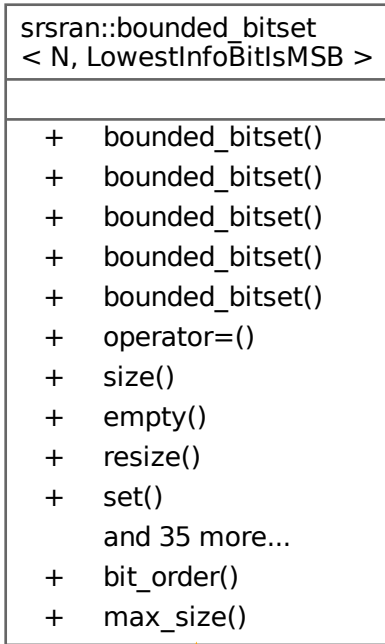 srsran::bounded_bitset
< N, LowestInfoBitIsMSB >
+ bounded_bitset()
+ bounded_bitset()
+ bounded_bitset()
+ bounded_bitset()
+ bounded_bitset()
+ operator=()
+ size()
+ empty()
+ resize()
+ set()
and 35 more...
+ bit_order()
+ max_size()